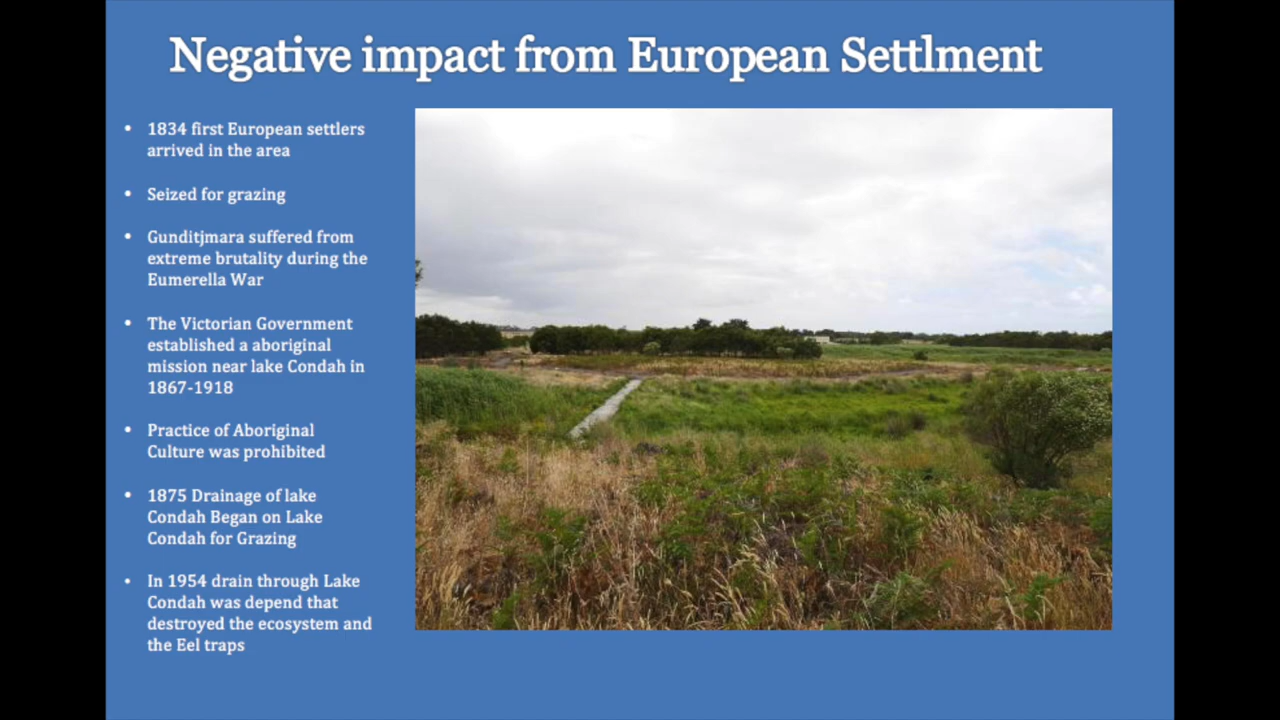 Negative impact from European Settlment
• 1834 first European settlers
arrived in the area
• Seized for grazing
• Gunditjmara suffered from
extreme brutality during the
Eumerella War
• The Victorian Government
established a aboriginal
mission near lake Condah in
1867-1918
• Practice of Aboriginal
Culture was prohibited
• 1875 Drainage of lake
Condah Began on Lake
Condah for Grazing
• In 1954 drain through Lake
Condah was depend that
destroyed the ecosystem and
the Eel traps